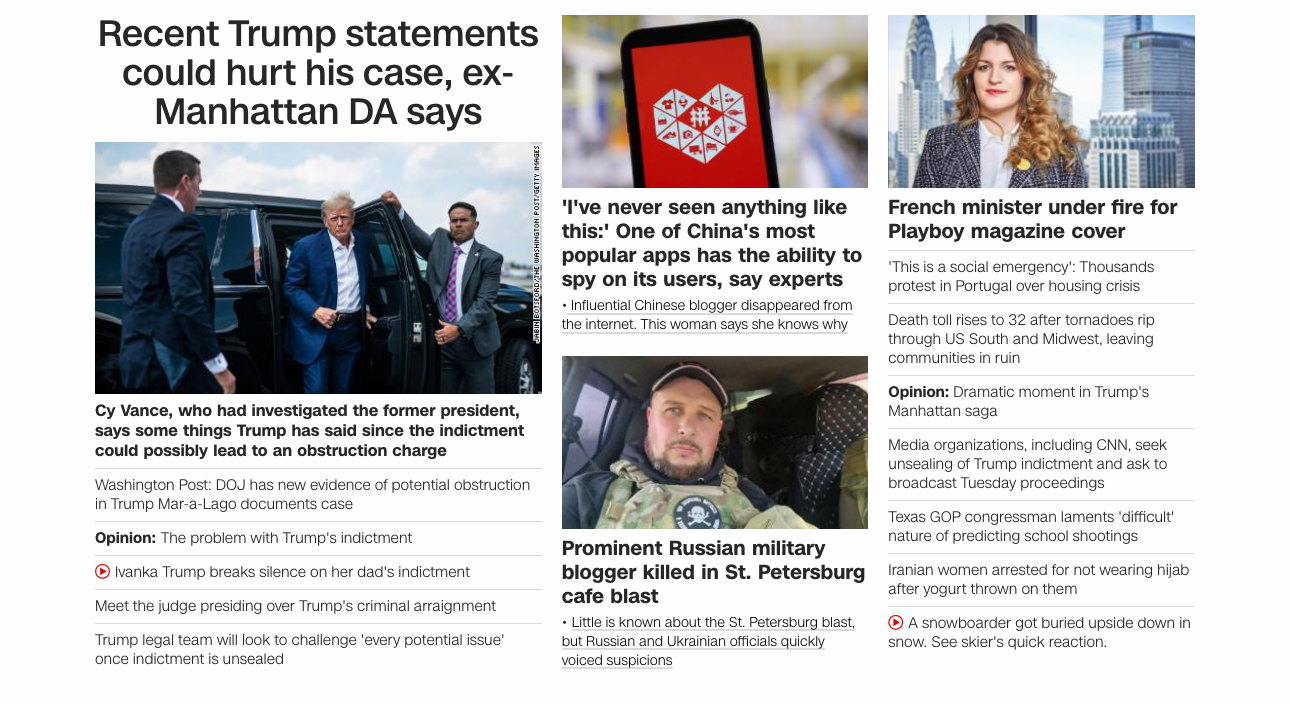 Recent Trump statements
could hurt his case, ex-
Manhattan DA says
JABIN BOTSFORD/THE WASHINGTON POST/GETTY IMAGES
Cy Vance, who had investigated the former president,
says some things Trump has said since the indictment
could possibly lead to an obstruction charge
Washington Post: DOJ has new evidence of potential obstruction
in Trump Mar-a-Lago documents case
Opinion: The problem with Trump's indictment
Ivanka Trump breaks silence on her dad's indictment
Meet the judge presiding over Trump's criminal arraignment
Trump legal team will look to challenge 'every potential issue'
once indictment is unsealed
'I've never seen anything like
this:' One of China's most
popular apps has the ability to
spy on its users, say experts
• Influential Chinese blogger disappeared from
the internet. This woman says she knows why
Prominent Russian military
blogger killed in St. Petersburg
cafe blast
• Little is known about the St. Petersburg blast,
but Russian and Ukrainian officials quickly
voiced suspicions
French minister under fire for
Playboy magazine cover
'This is a social emergency': Thousands
protest in Portugal over housing crisis
Death toll rises to 32 after tornadoes rip
through US South and Midwest, leaving
communities in ruin
Opinion: Dramatic moment in Trump's
Manhattan saga
Media organizations, including CNN, seek
unsealing of Trump indictment and ask to
broadcast Tuesday proceedings
Texas GOP congressman laments 'difficult'
nature of predicting school shootings
Iranian women arrested for not wearing hijab
after yogurt thrown on them
A snowboarder got buried upside down in
snow. See skier's quick reaction.